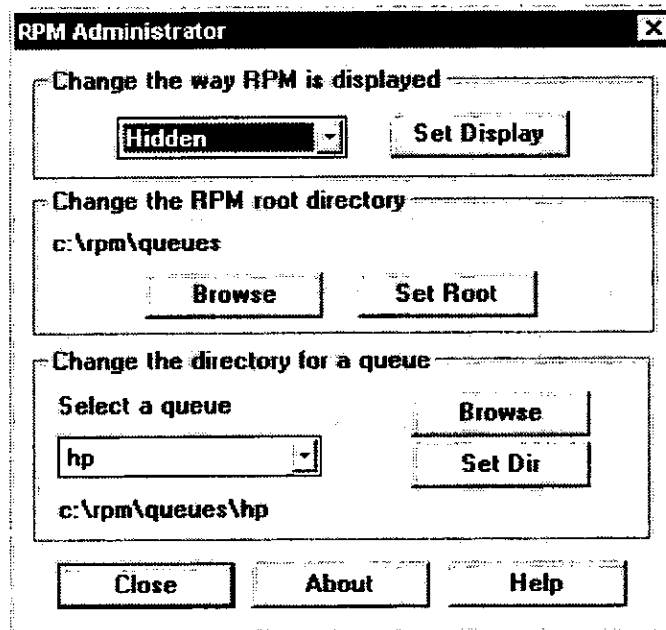 RPM Administrator
Change the way RPM is displayed
Hidden
Set Display
Change the RPM root directory
c:\rpm\queues
Browse
Set Root
Change the directory for a queue
Select a queue
Browse
hp
Set Dir
c:\rpm\queues\hp
Close
About
Help